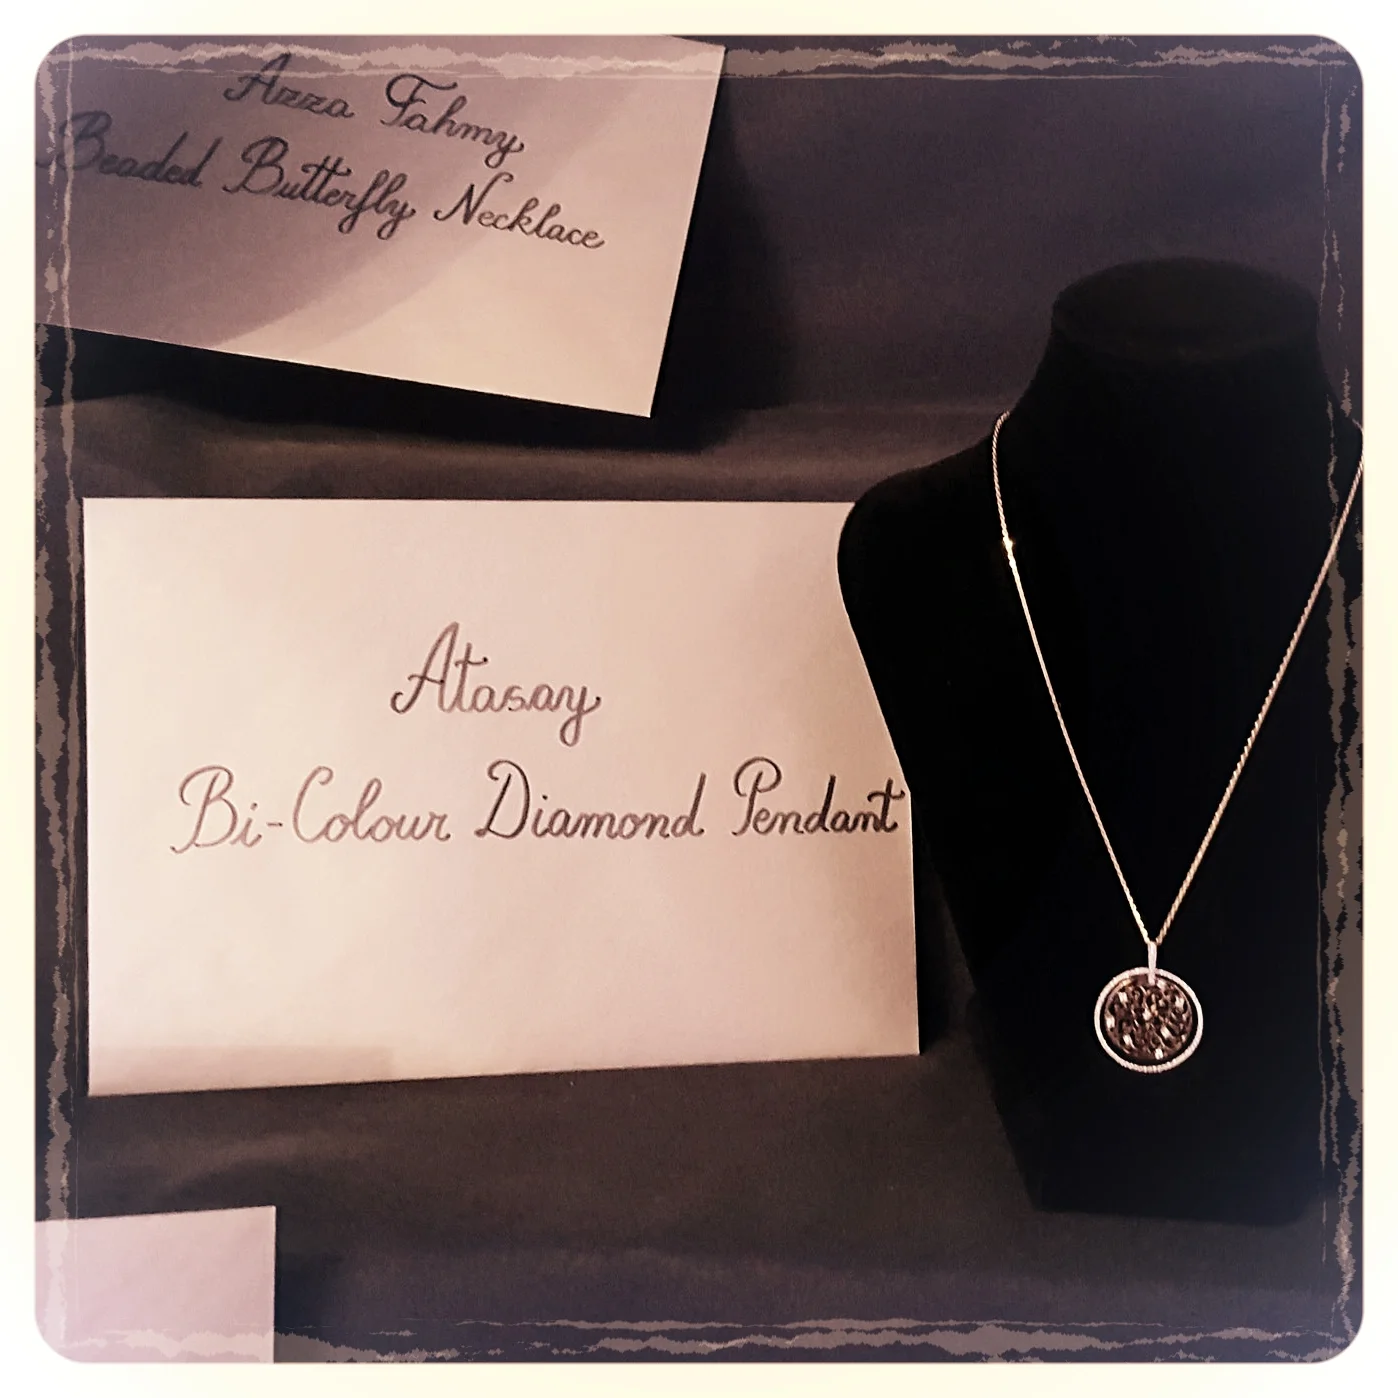 Azza Fahmy
Beaded Butterfly Necklace
Atasay
Bi-Colour Diamond Pendant